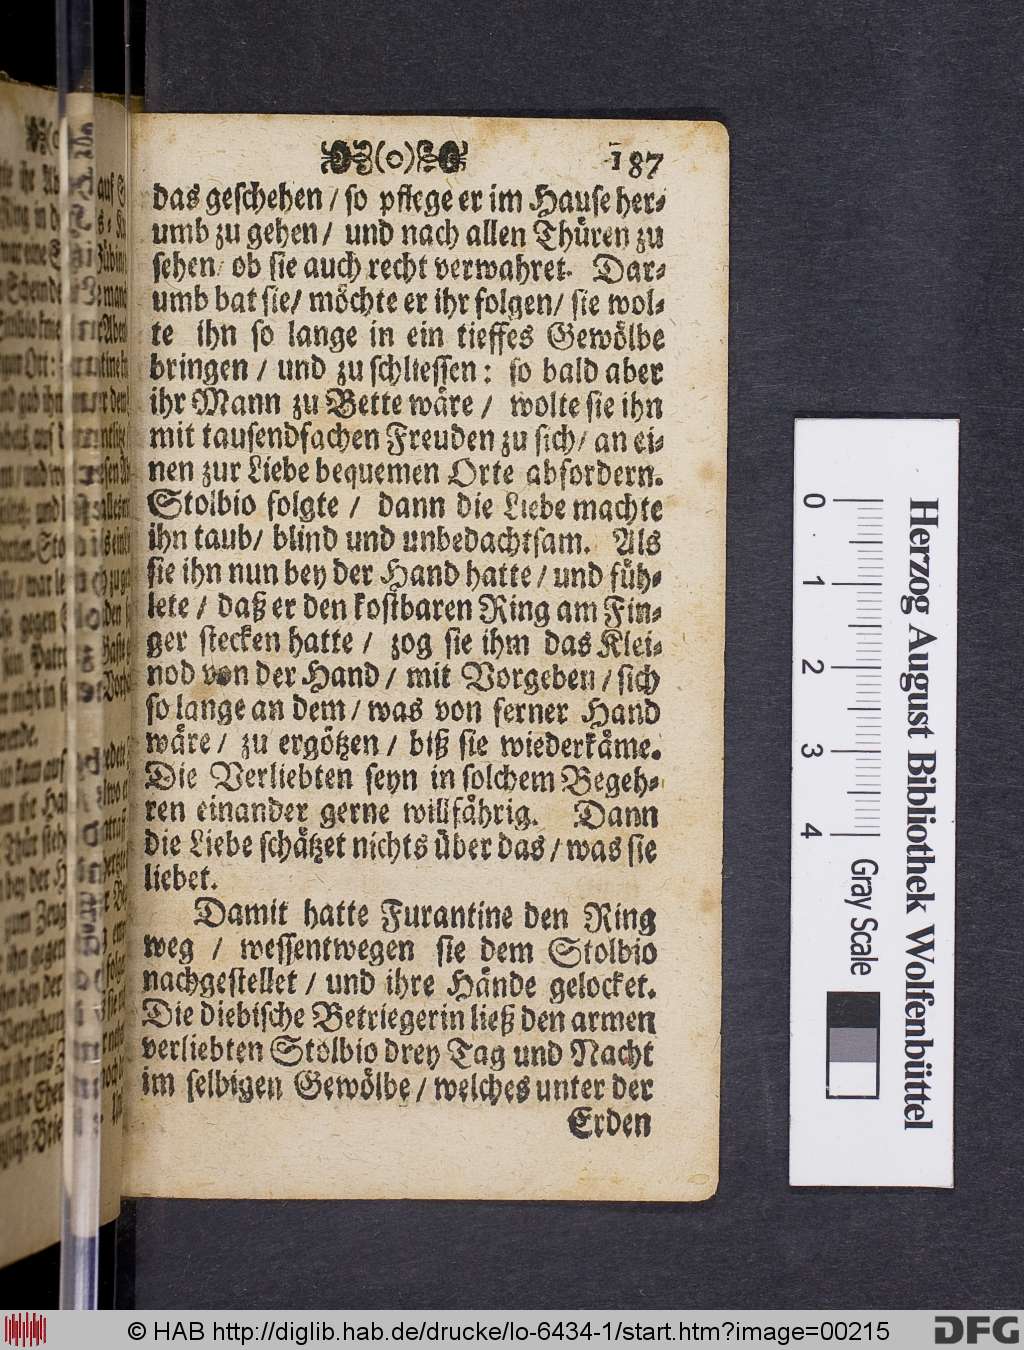 (o) 187
das geschehen / so pflege er im Hause her⸗
umb zu gehen / und nach allen Thüren zu
sehen / ob sie auch recht verwahret. Dar⸗
umb bat sie / möchte er ihr folgen / sie wol⸗
te ihn so lange in ein tieffes Gewölbe
bringen / und zu schliessen: so bald aber
ihr Mann zu Bette wäre / wolte sie ihn
mit tausendfachen Freuden zu sich / an ei⸗
nen zur Liebe bequemen Orte abfordern.
Stolbio folgte / dann die Liebe machte
ihn taub / blind und unbedachtsam. Als
sie ihn nun bey der Hand hatte / und füh⸗
lete / daß er den kostbaren Ring am Fin⸗
ger stecken hatte / zog sie ihm das Klei⸗
nod von der Hand / mit Vorgeben / sich
so lange an dem / was von ferner Hand
wäre / zu ergötzen / biß sie wiederkäme.
Die Verliebten seyn in solchem Begeh⸗
ren einander gerne willfährig. Dann
die Liebe schätzet nichts über das / was sie
liebet.
Damit hatte Furantine den Ring
weg / wessentwegen sie dem Stolbio
nachgestellet / und ihre Hände gelocket.
Die diebische Betriegerin ließ den armen
verliebten Stolbio drey Tag und Nacht
im selbigen Gewölbe / welches unter der
Erden
0 1 2 3 4
Herzog August Bibliothek Wolfenbüttel
Gray Scale
© HAB http://diglib.hab.de/drucke/lo-6434-1/start.htm?image=00215
DFG